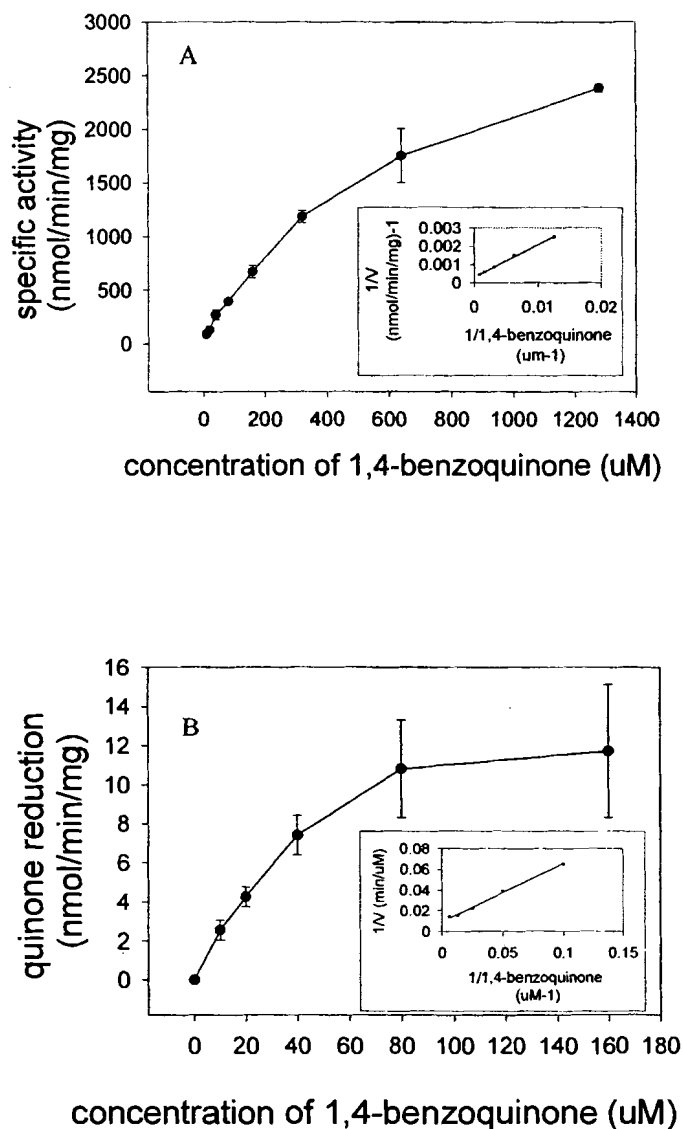 A
specific activity
(nmol/min/mg)
3000
2500
2000
1500
1000
500
0
0 200 400 600 800 1000 1200 1400
concentration of 1,4-benzoquinone (uM)
1/V
(nmol/min/mg)-1
0.003
0.002
0.001
0
0 0.01 0.02
1/1,4-benzoquinone
(um-1)
B
quinone reduction
(nmol/min/mg)
16
14
12
10
8
6
4
2
0
0 20 40 60 80 100 120 140 160 180
concentration of 1,4-benzoquinone (uM)
1/V (min/uM)
0.08
0.06
0.04
0.02
0
0 0.05 0.1 0.15
1/1,4-benzoquinone
(uM-1)